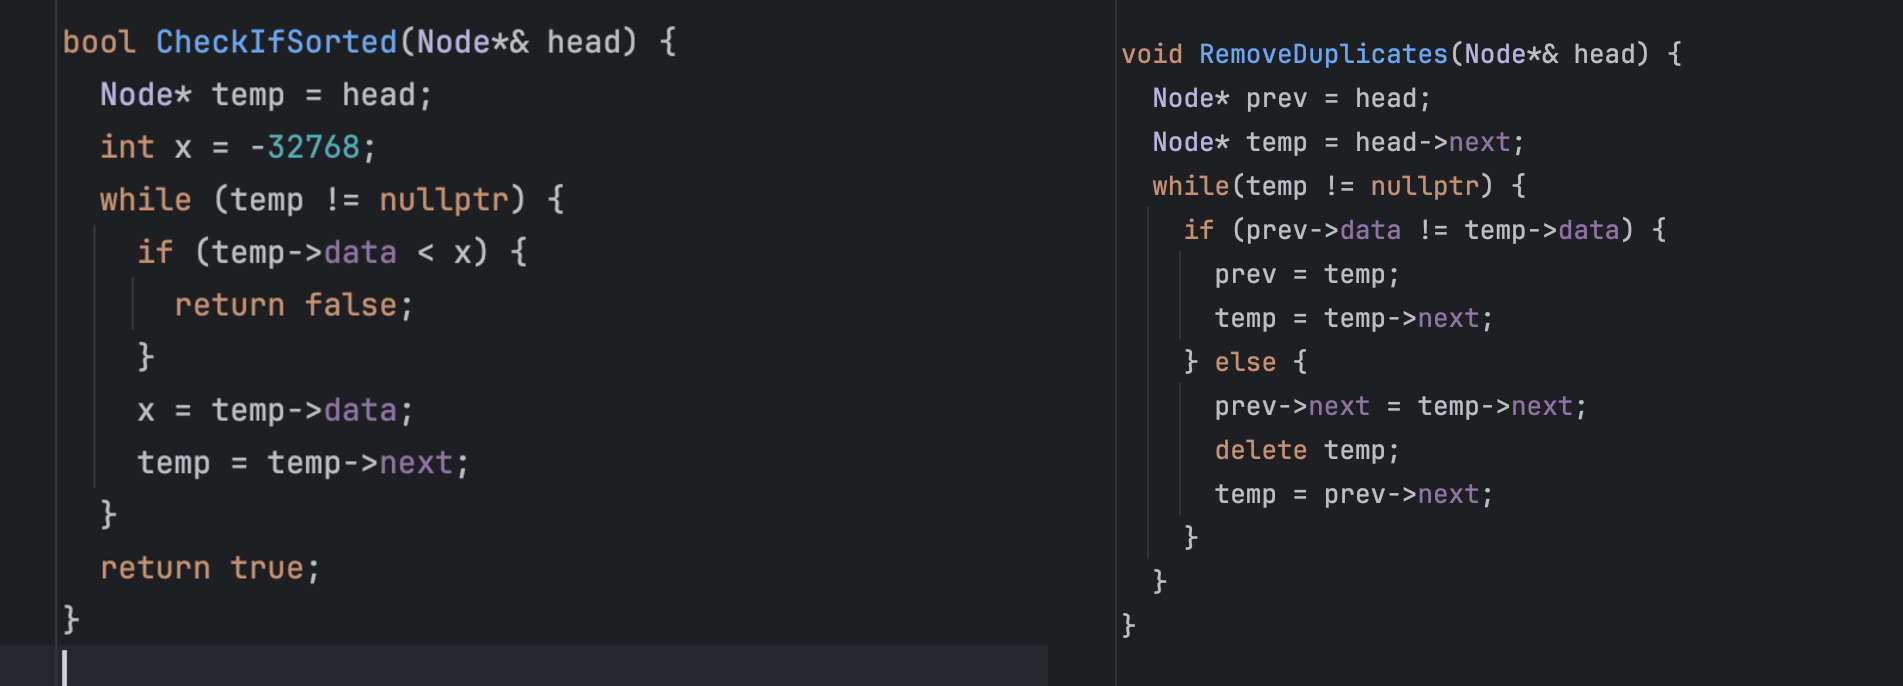 bool CheckIfSorted(Node*& head) {
Node* temp = head;
int x = -32768;
while (temp != nullptr) {
if (temp->data < x) {
return false;
}
x = temp->data;
temp = temp->next;
}
return true;
}
void RemoveDuplicates(Node*& head) {
Node* prev = head;
Node* temp = head->next;
while(temp != nullptr) {
if (prev->data != temp->data) {
prev = temp;
temp = temp->next;
} else {
prev->next = temp->next;
delete temp;
temp = prev->next;
}
}
}